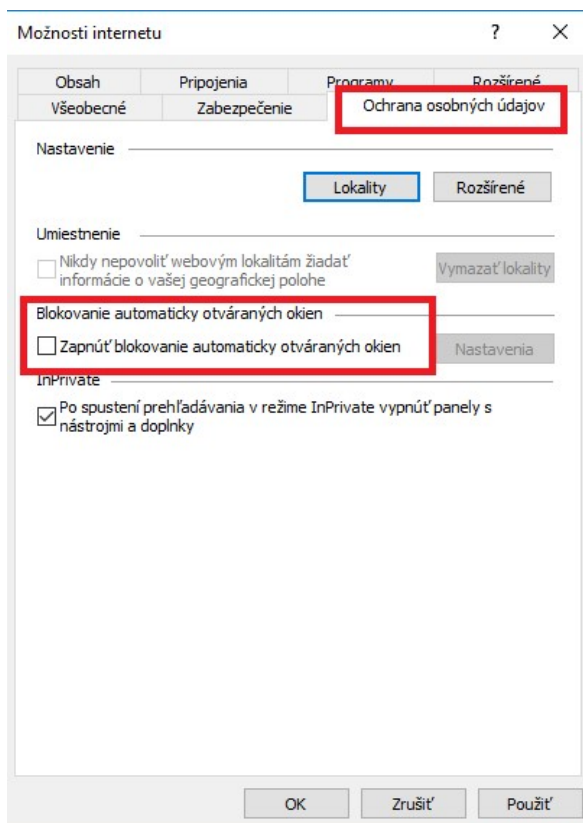 Možnosti internetu
Obsah Pripojenia Programy Rozšírené
Všeobecné Zabezpečenie Ochrana osobných údajov
Nastavenie
Lokality Rozšírené
Umiestnenie
Nikdy nepovoliť webovým lokalitám žiadať
informácie o vašej geografickej polohe
Vymazať lokality
Blokovanie automaticky otváraných okien
Zapnúť blokovanie automaticky otváraných okien Nastavenia
InPrivate
Po spustení prehľadávania v režime InPrivate vypnúť panely s
nástrojmi a doplnky
OK Zrušiť Použiť